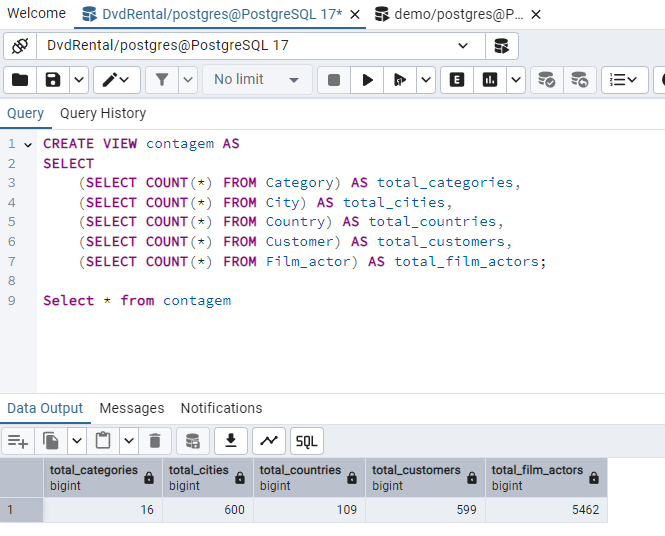 Welcome DvdRental/postgres@PostgreSQL 17* demo/postgres@P...
DvdRental/postgres@PostgreSQL 17
No limit
E
Query Query History
1 CREATE VIEW contagem AS
2 SELECT
3 (SELECT COUNT(*) FROM Category) AS total_categories,
4 (SELECT COUNT(*) FROM City) AS total_cities,
5 (SELECT COUNT(*) FROM Country) AS total_countries,
6 (SELECT COUNT(*) FROM Customer) AS total_customers,
7 (SELECT COUNT(*) FROM Film_actor) AS total_film_actors;
8
9 Select * from contagem
Data Output Messages Notifications
SQL
total_categories total_cities total_countries total_customers total_film_actors
bigint bigint bigint bigint bigint
1 16 600 109 599 5462